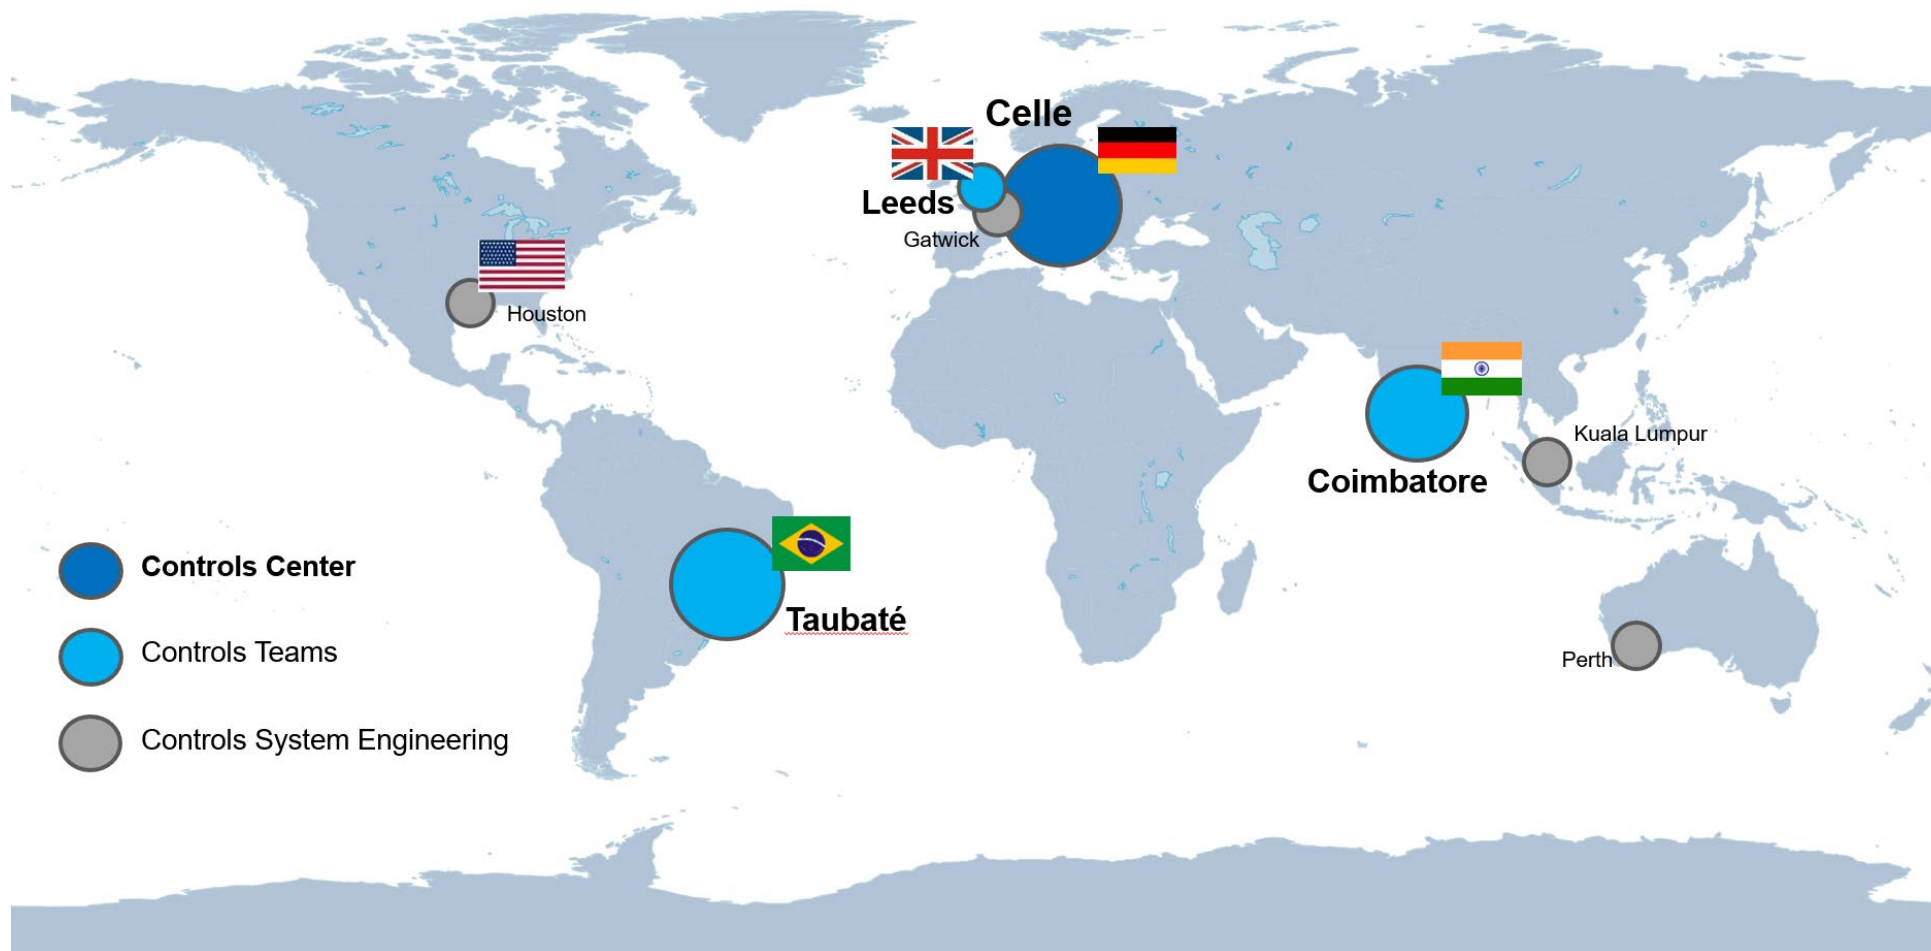 Celle
Leeds
Gatwick
Houston
Kuala Lumpur
Coimbatore
Taubaté
Perth
Controls Center
Controls Teams
Controls System Engineering